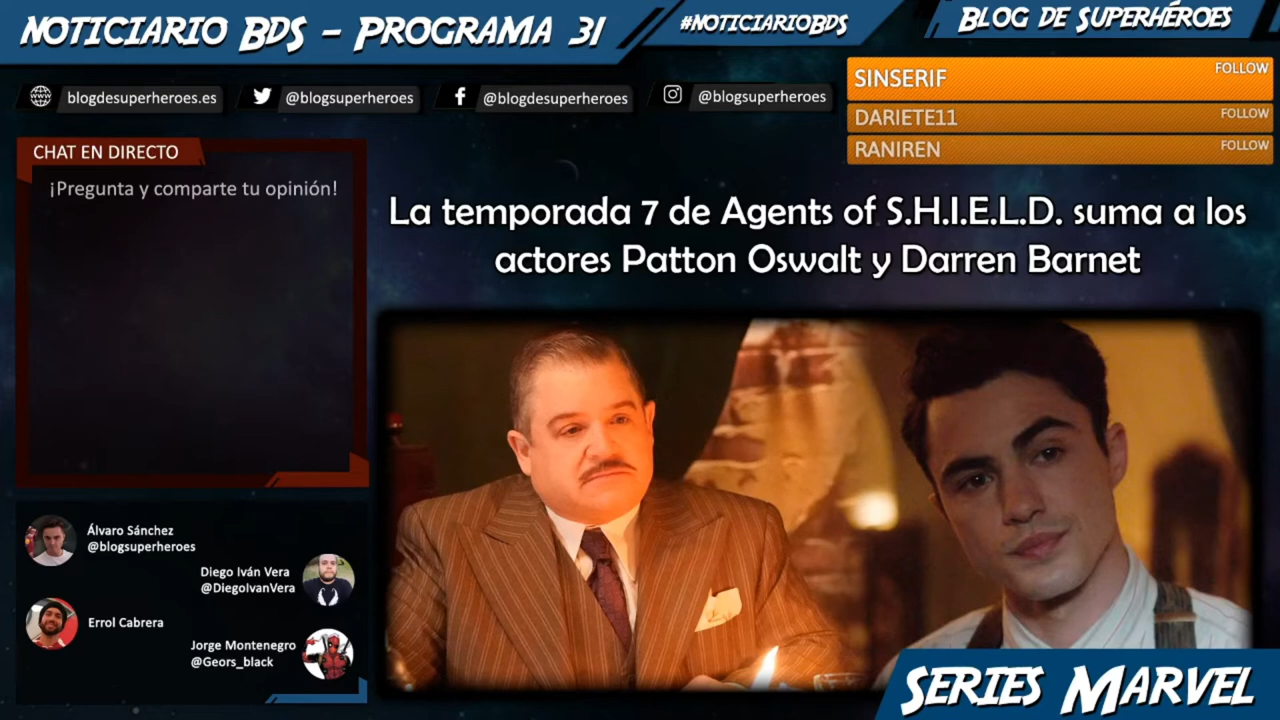 NOTICIARIO BDS - PROGRAMA 31
#NOTICIARIOBDS
BLOG DE SUPERHÉROES
blogdesuperheroes.es
@blogsuperheroes
@blogdesuperheroes
@blogsuperheroes
SINSERIF FOLLOW
DARIETE11 FOLLOW
RANIREN FOLLOW
CHAT EN DIRECTO
¡Pregunta y comparte tu opinión!
La temporada 7 de Agents of S.H.I.E.L.D. suma a los
actores Patton Oswalt y Darren Barnet
Álvaro Sánchez
@blogsuperheroes
Diego Iván Vera
@DiegoIvanVera
Errol Cabrera
Jorge Montenegro
@Geors_black
SERIES MARVEL